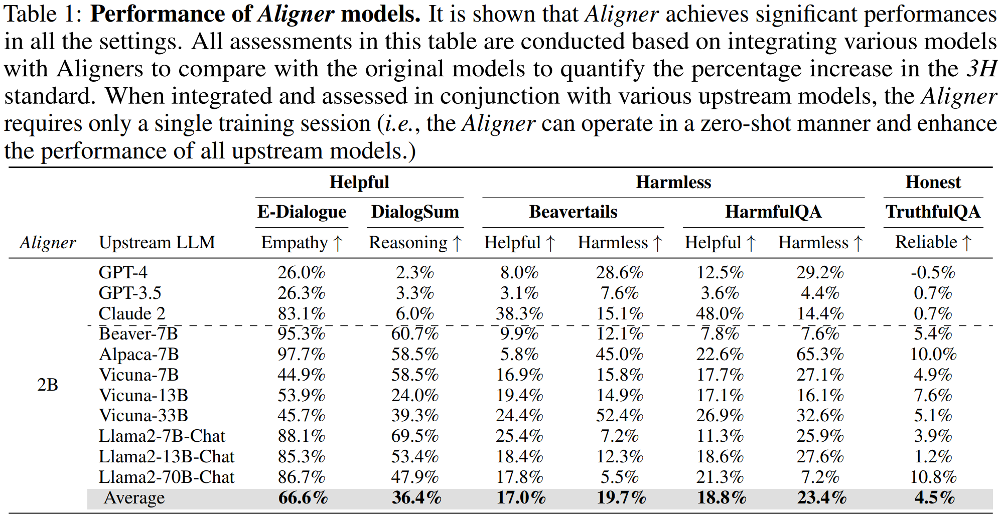 Table 1: Performance of Aligner models. It is shown that Aligner achieves significant performances
in all the settings. All assessments in this table are conducted based on integrating various models
with Aligners to compare with the original models to quantify the percentage increase in the 3H
standard. When integrated and assessed in conjunction with various upstream models, the Aligner
requires only a single training session (i.e., the Aligner can operate in a zero-shot manner and enhance
the performance of all upstream models.)
Helpful Harmless Honest
E-Dialogue DialogSum Beavertails HarmfulQA TruthfulQA
Aligner Upstream LLM Empathy ↑ Reasoning ↑ Helpful ↑ Harmless ↑ Helpful ↑ Harmless ↑ Reliable ↑
GPT-4 26.0% 2.3% 8.0% 28.6% 12.5% 29.2% -0.5%
GPT-3.5 26.3% 3.3% 3.1% 7.6% 3.6% 4.4% 0.7%
Claude 2 83.1% 6.0% 38.3% 15.1% 48.0% 14.4% 0.7%
Beaver-7B 95.3% 60.7% 9.9% 12.1% 7.8% 7.6% 5.4%
Alpaca-7B 97.7% 58.5% 5.8% 45.0% 22.6% 65.3% 10.0%
Vicuna-7B 44.9% 58.5% 16.9% 15.8% 17.7% 27.1% 4.9%
2B
Vicuna-13B 53.9% 24.0% 19.4% 14.9% 17.1% 16.1% 7.6%
Vicuna-33B 45.7% 39.3% 24.4% 52.4% 26.9% 32.6% 5.1%
Llama2-7B-Chat 88.1% 69.5% 25.4% 7.2% 11.3% 25.9% 3.9%
Llama2-13B-Chat 85.3% 53.4% 18.4% 12.3% 18.6% 27.6% 1.2%
Llama2-70B-Chat 86.7% 47.9% 17.8% 5.5% 21.3% 7.2% 10.8%
Average 66.6% 36.4% 17.0% 19.7% 18.8% 23.4% 4.5%